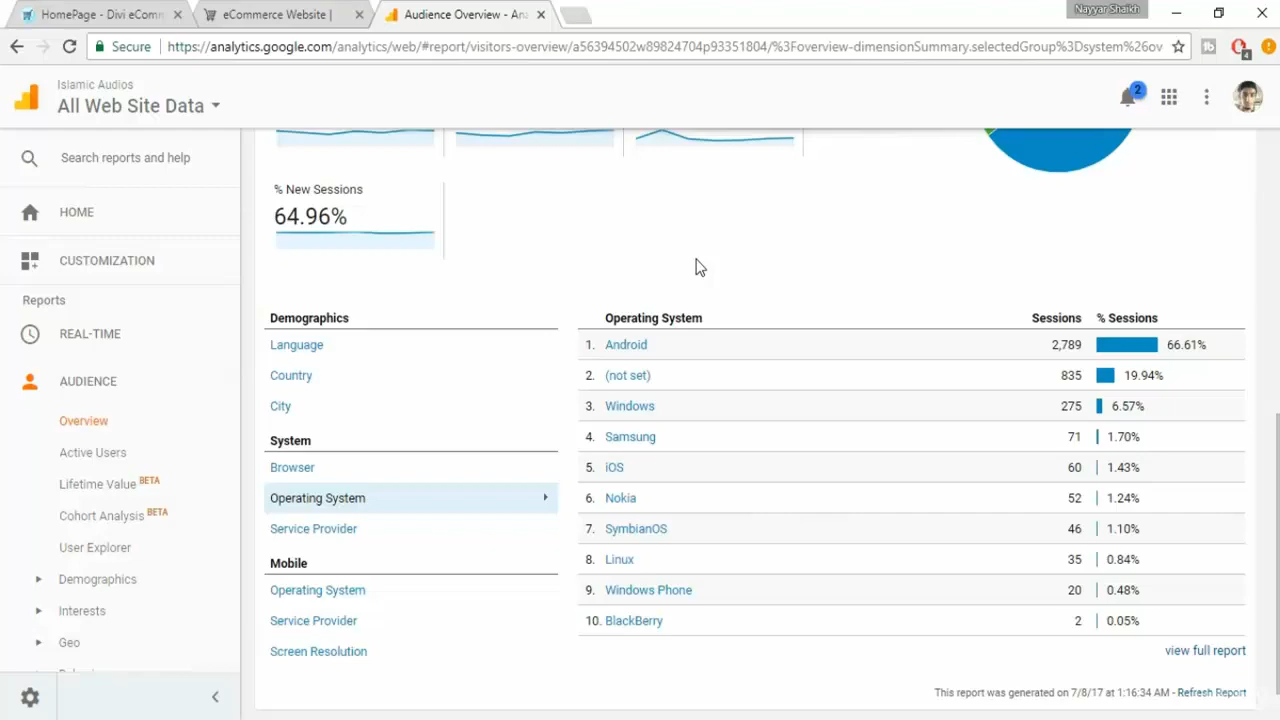 HomePage - Divi eComm
eCommerce Website |
Audience Overview - Ana
Nayyar Shaikh
Secure
https://analytics.google.com/analytics/web/#report/visitors-overview/a56394502w89824704p93351804/%3Foverview-dimensionSummary.selectedGroup%3Dsystem%26ov
4
Islamic Audios
All Web Site Data
2
Search reports and help
HOME
CUSTOMIZATION
Reports
REAL-TIME
AUDIENCE
Overview
Active Users
Lifetime Value BETA
Cohort Analysis BETA
User Explorer
Demographics
Interests
Geo
% New Sessions
64.96%
Demographics
Language
Country
City
System
Browser
Operating System
Service Provider
Mobile
Operating System
Service Provider
Screen Resolution
Operating System Sessions % Sessions
1. Android 2,789 66.61%
2. (not set) 835 19.94%
3. Windows 275 6.57%
4. Samsung 71 1.70%
5. iOS 60 1.43%
6. Nokia 52 1.24%
7. SymbianOS 46 1.10%
8. Linux 35 0.84%
9. Windows Phone 20 0.48%
10. BlackBerry 2 0.05%
view full report
This report was generated on 7/8/17 at 1:16:34 AM - Refresh Report